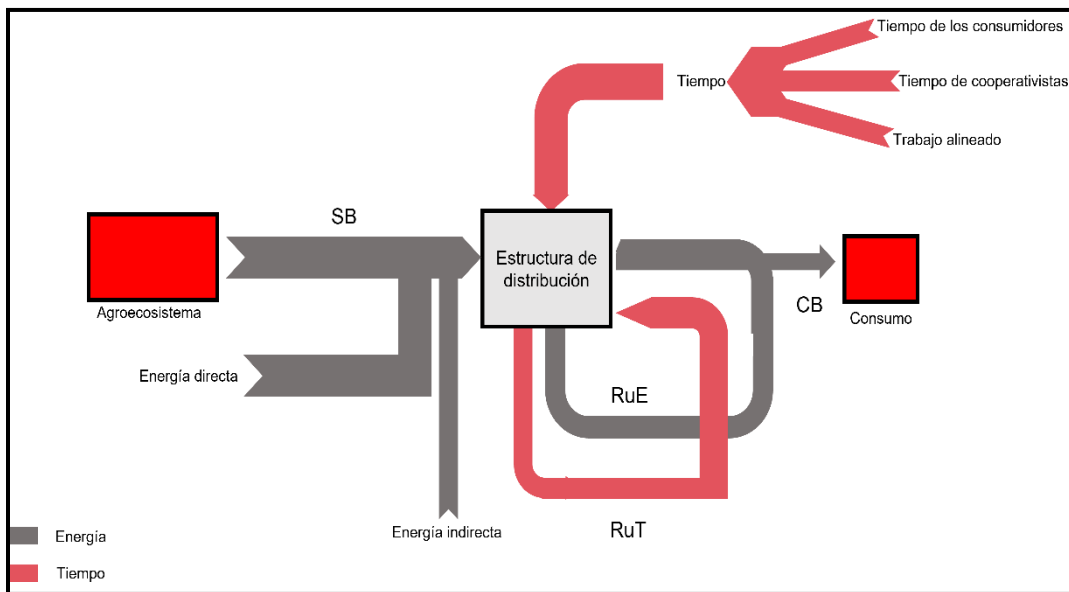 Tiempo de los consumidores
Tiempo
Tiempo de cooperativistas
Trabajo alineado
SB
Estructura de
distribución
Agroecosistema
CB
Consumo
Energía directa
RuE
Energía indirecta
RuT
Energía
Tiempo